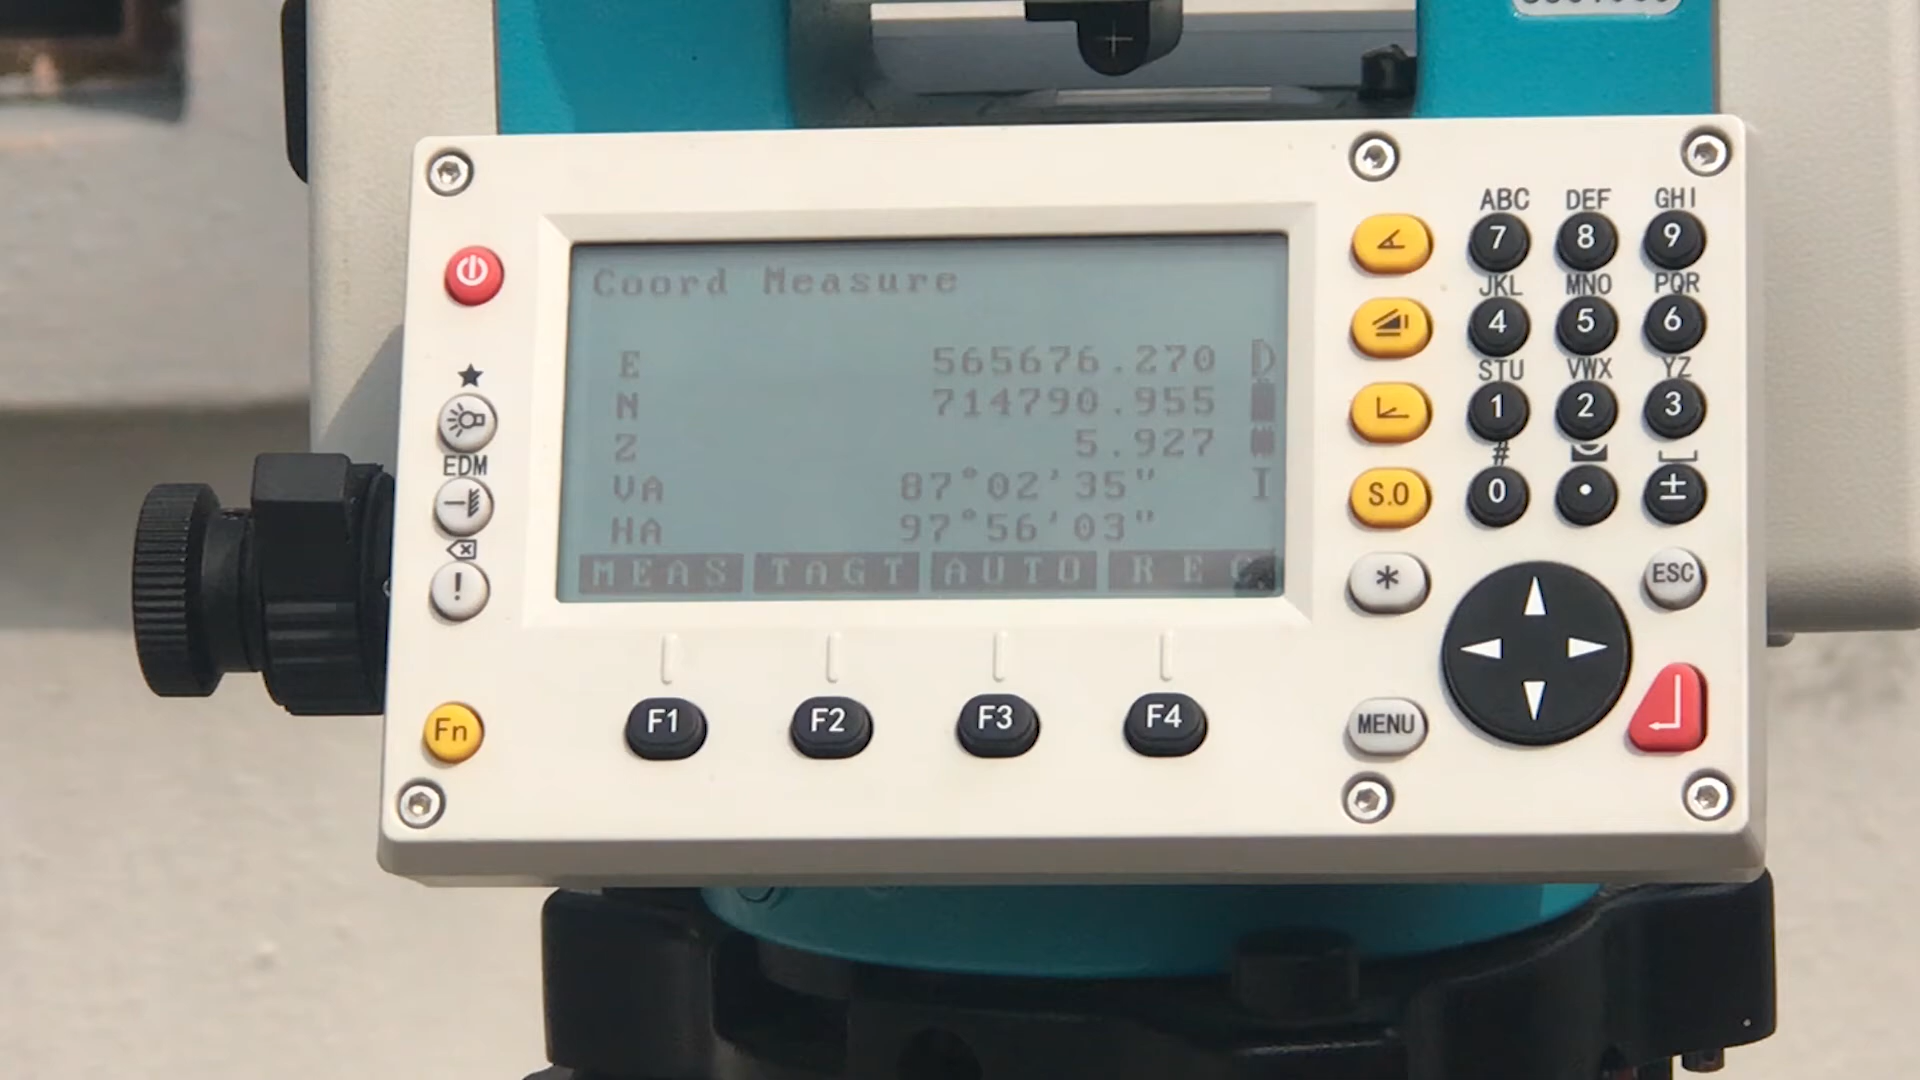 Coord Measure
E 565676.270
N 714790.955
Z 5.927
VA 87°02'35" I
HA 97°56'03"
MEAS TAGT AUTO
EDM
Fn
F1 F2 F3 F4
ABC DEF GHI
7 8 9
JKL MNO PQR
4 5 6
STU VWX YZ
1 2 3
#
S.O 0 • ±
* ESC
MENU